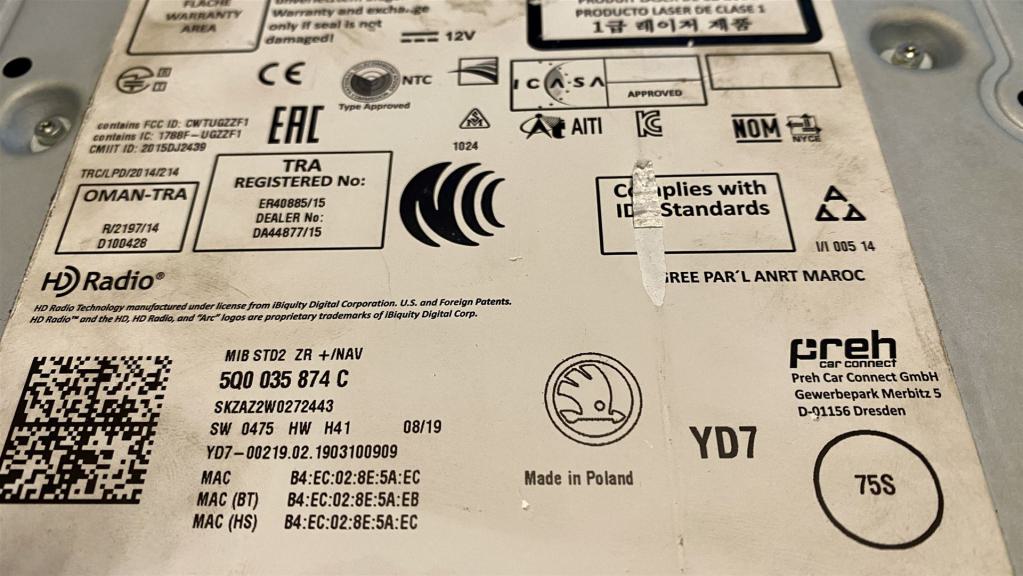 FLÄCHE
WARRANTY
AREA
Warranty and exchange
only if seal is not
damaged!
12V
PRODUCTO LASER DE CLASE 1
1급 레이저 제품
CE
NTC
Type Approved
ICASA
APPROVED
contains FCC ID: CWTUGZZF1
contains IC: 1788F-UGZZF1
CMIIT ID: 2015DJ2439
EAC
1024
AITI
KC
NOM
NYCE
TRC/LPD/2014/214
OMAN-TRA
R/2197/14
D100428
TRA
REGISTERED No:
ER40885/15
DEALER No:
DA44877/15
Complies with
Standards
I/I 005 14
PAR´L ANRT MAROC
HD Radio®
HD Radio Technology manufactured under license from iBiquity Digital Corporation. U.S. and Foreign Patents.
HD Radio™ and the HD, HD Radio, and “Arc” logos are proprietary trademarks of iBiquity Digital Corp.
MIB STD2 ZR +/NAV
5Q0 035 874 C
SKZAZ2W0272443
SW 0475 HW H41 08/19
YD7-00219.02.1903100909
MAC B4:EC:02:8E:5A:EC
MAC (BT) B4:EC:02:8E:5A:EB
MAC (HS) B4:EC:02:8E:5A:EC
Made in Poland
YD7
preh
car connect
Preh Car Connect GmbH
Gewerbepark Merbitz 5
D-01156 Dresden
75S